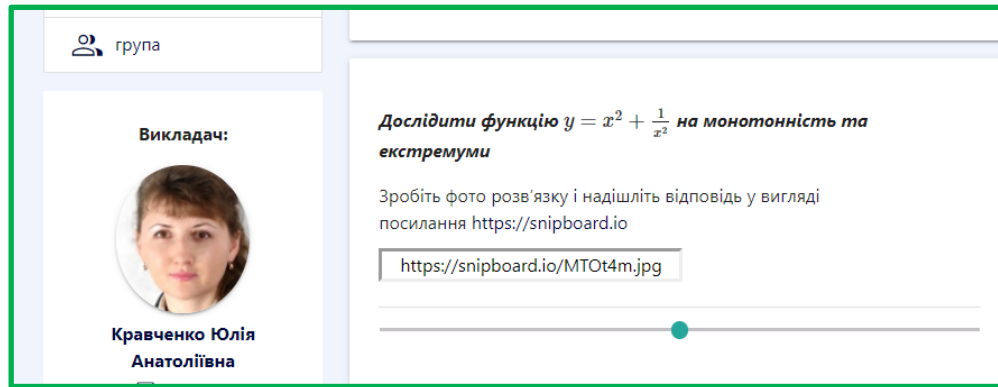 група
Викладач:
Кравченко Юлія
Анатоліївна
Дослідити функцію y = x² + 1/x² на монотонність та
екстремуми
Зробіть фото розв'язку і надішліть відповідь у вигляді
посилання https://snipboard.io
https://snipboard.io/MTOt4m.jpg